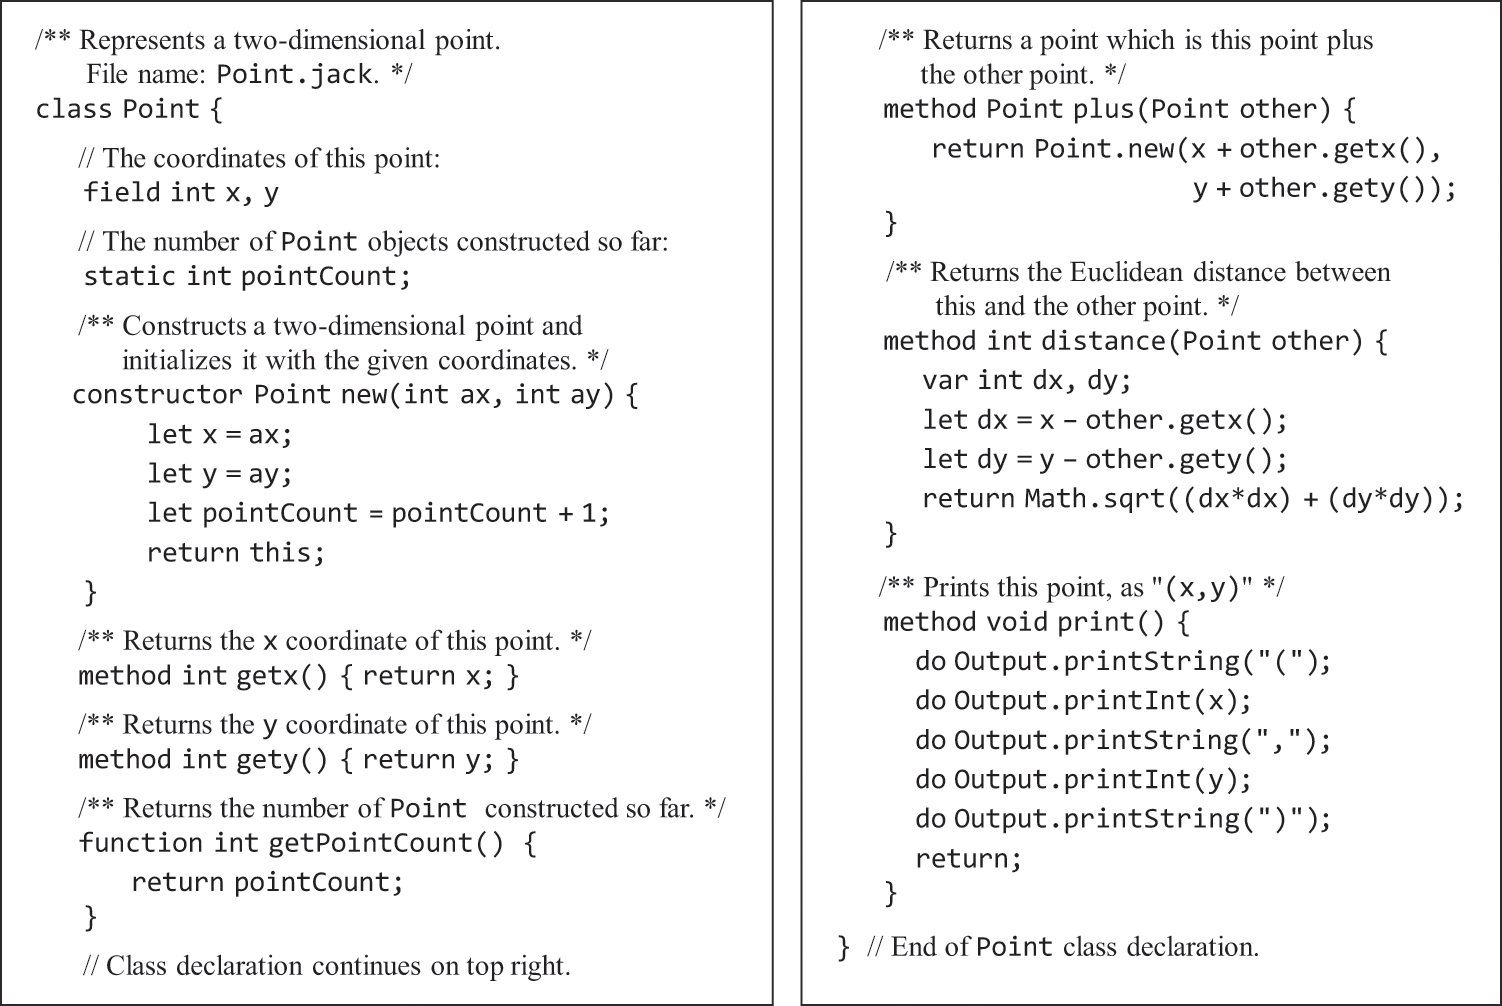 /** Represents a two-dimensional point.
File name: Point.jack. */
class Point {
// The coordinates of this point:
field int x, y
// The number of Point objects constructed so far:
static int pointCount;
/** Constructs a two-dimensional point and
initializes it with the given coordinates. */
constructor Point new(int ax, int ay) {
let x = ax;
let y = ay;
let pointCount = pointCount + 1;
return this;
}
/** Returns the x coordinate of this point. */
method int getx() { return x; }
/** Returns the y coordinate of this point. */
method int gety() { return y; }
/** Returns the number of Point constructed so far. */
function int getPointCount() {
return pointCount;
}
// Class declaration continues on top right.
/** Returns a point which is this point plus
the other point. */
method Point plus(Point other) {
return Point.new(x + other.getx(),
y + other.gety());
}
/** Returns the Euclidean distance between
this and the other point. */
method int distance(Point other) {
var int dx, dy;
let dx = x – other.getx();
let dy = y – other.gety();
return Math.sqrt((dx*dx) + (dy*dy));
}
/** Prints this point, as "(x,y)" */
method void print() {
do Output.printString("(");
do Output.printInt(x);
do Output.printString(",");
do Output.printInt(y);
do Output.printString(")");
return;
}
} // End of Point class declaration.